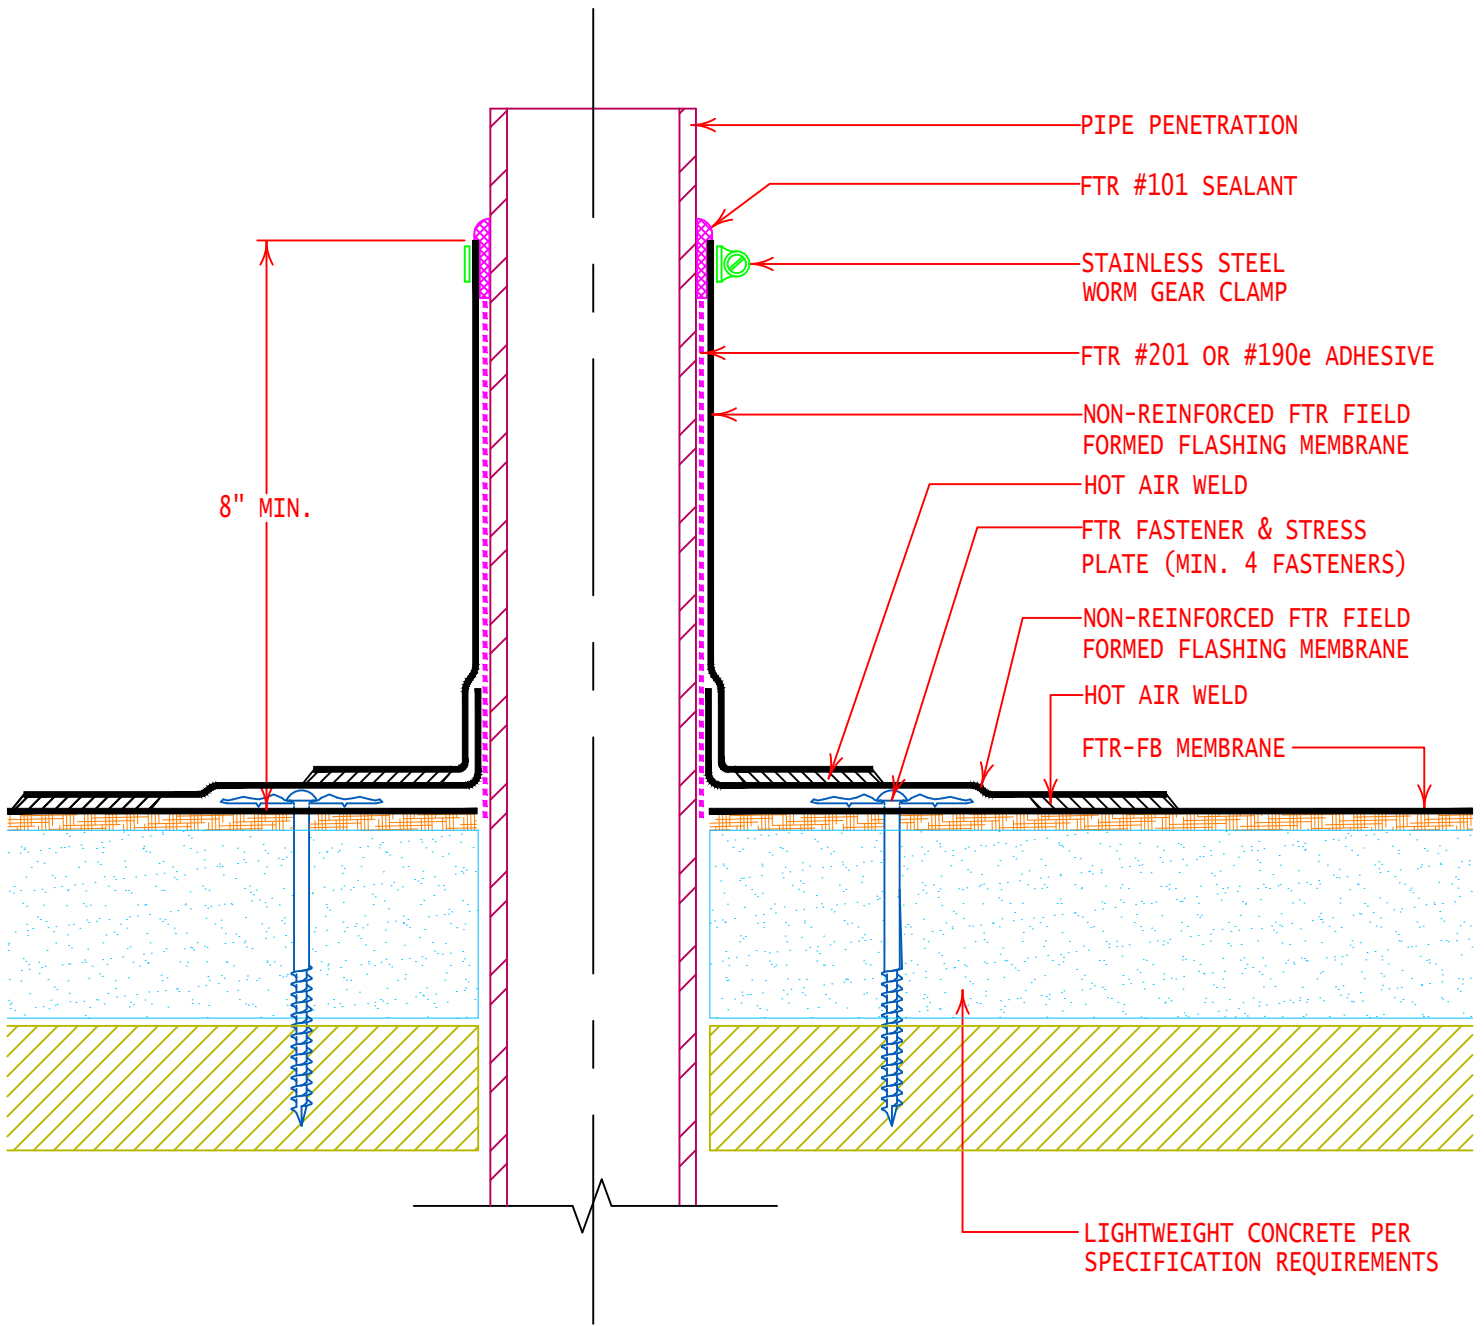 PIPE PENETRATION
FTR #101 SEALANT
STAINLESS STEEL
WORM GEAR CLAMP
FTR #201 OR #190e ADHESIVE
NON-REINFORCED FTR FIELD
FORMED FLASHING MEMBRANE
HOT AIR WELD
8" MIN.
FTR FASTENER & STRESS
PLATE (MIN. 4 FASTENERS)
NON-REINFORCED FTR FIELD
FORMED FLASHING MEMBRANE
HOT AIR WELD
FTR-FB MEMBRANE
LIGHTWEIGHT CONCRETE PER
SPECIFICATION REQUIREMENTS